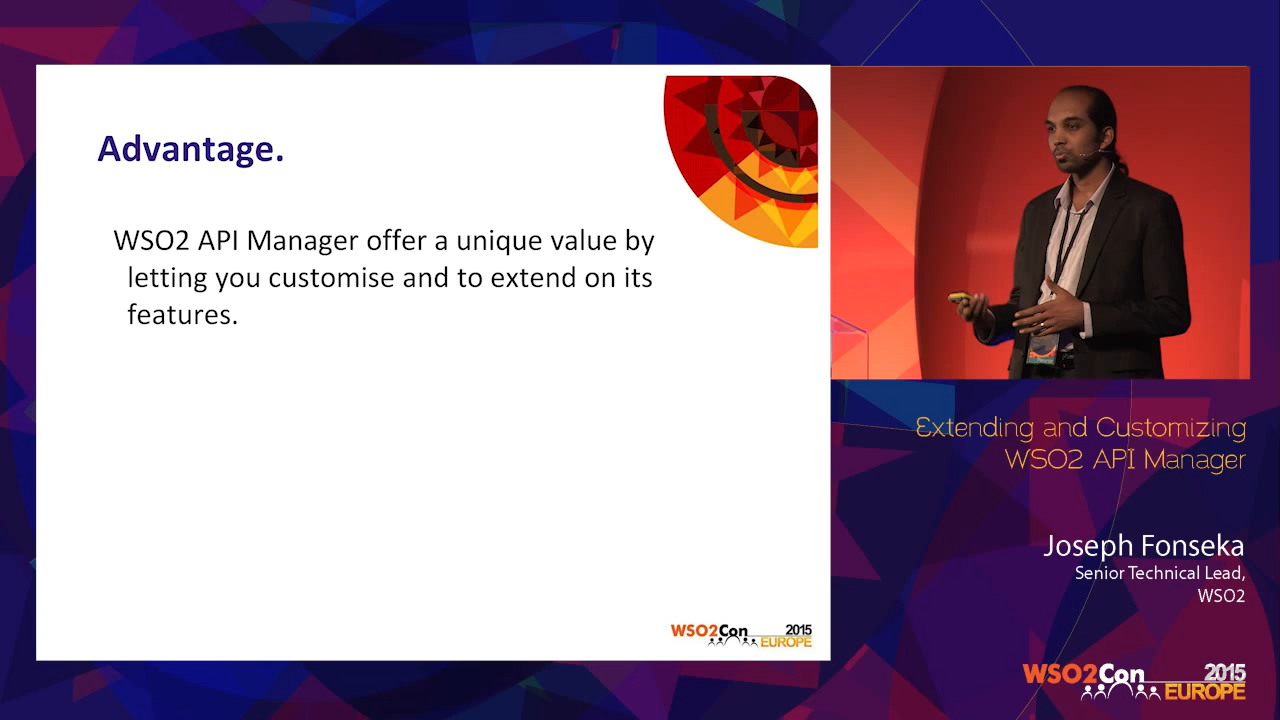 Advantage.
WSO2 API Manager offer a unique value by
letting you customise and to extend on its
features.
WSO2Con 2015
EUROPE
Extending and Customizing
WSO2 API Manager
Joseph Fonseka
Senior Technical Lead,
WSO2
WSO2Con 2015
EUROPE